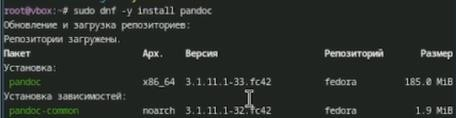 root@vbox:~# sudo dnf -y install pandoc
Обновление и загрузка репозиториев:
Репозитории загружены.
Пакет Арх. Версия Репозиторий Размер
Установка:
pandoc x86_64 3.1.11.1-33.fc42 fedora 185.0 MiB
Установка зависимостей:
pandoc-common noarch 3.1.11.1-32.fc42 fedora 1.9 MiB